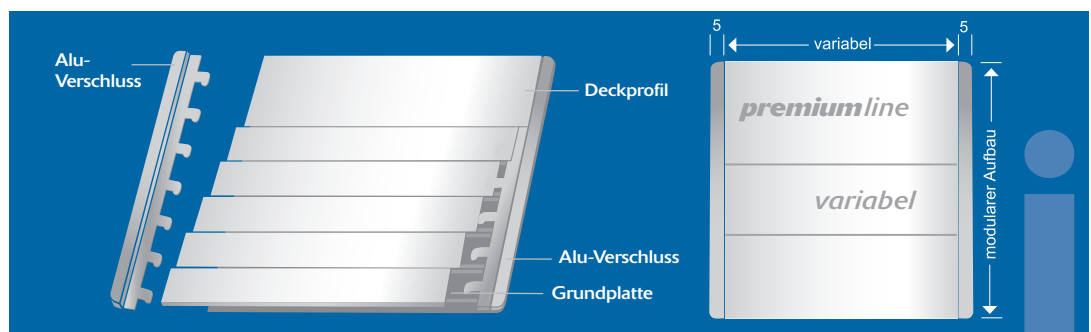 Alu-
Verschluss
Deckprofil
Alu-Verschluss
Grundplatte
5
variabel
5
premiumline
variabel
modularer Aufbau
i